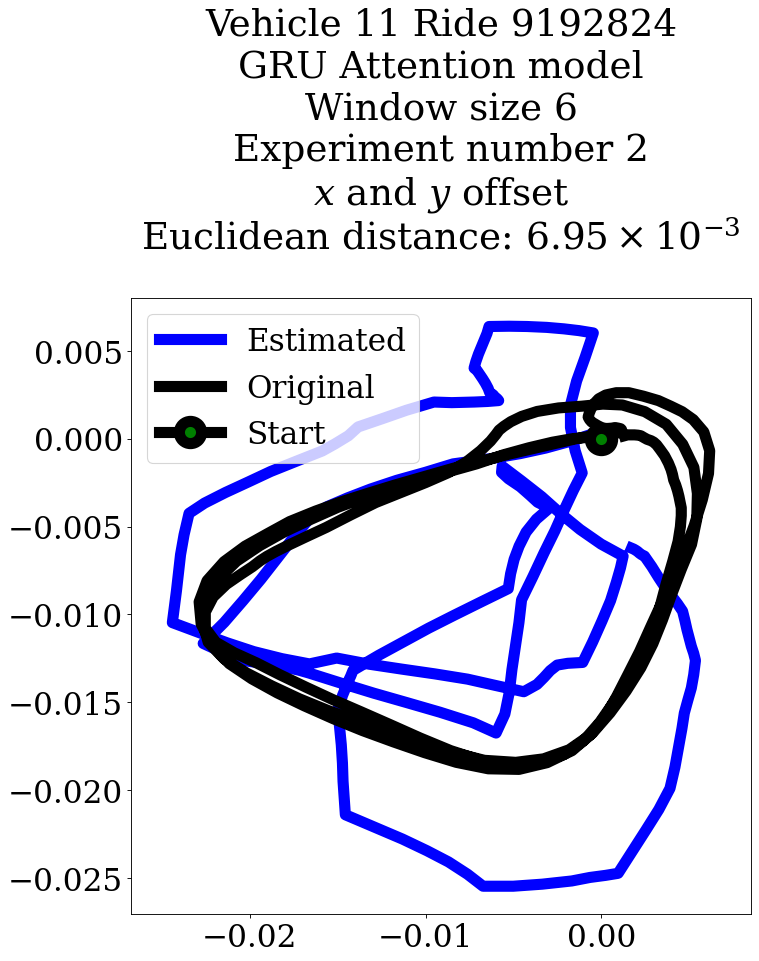 Vehicle 11 Ride 9192824
GRU Attention model
Window size 6
Experiment number 2
x and y offset
Euclidean distance: 6.95 × 10⁻³
Estimated
Original
Start
0.005
0.000
−0.005
−0.010
−0.015
−0.020
−0.025
−0.02 −0.01 0.00